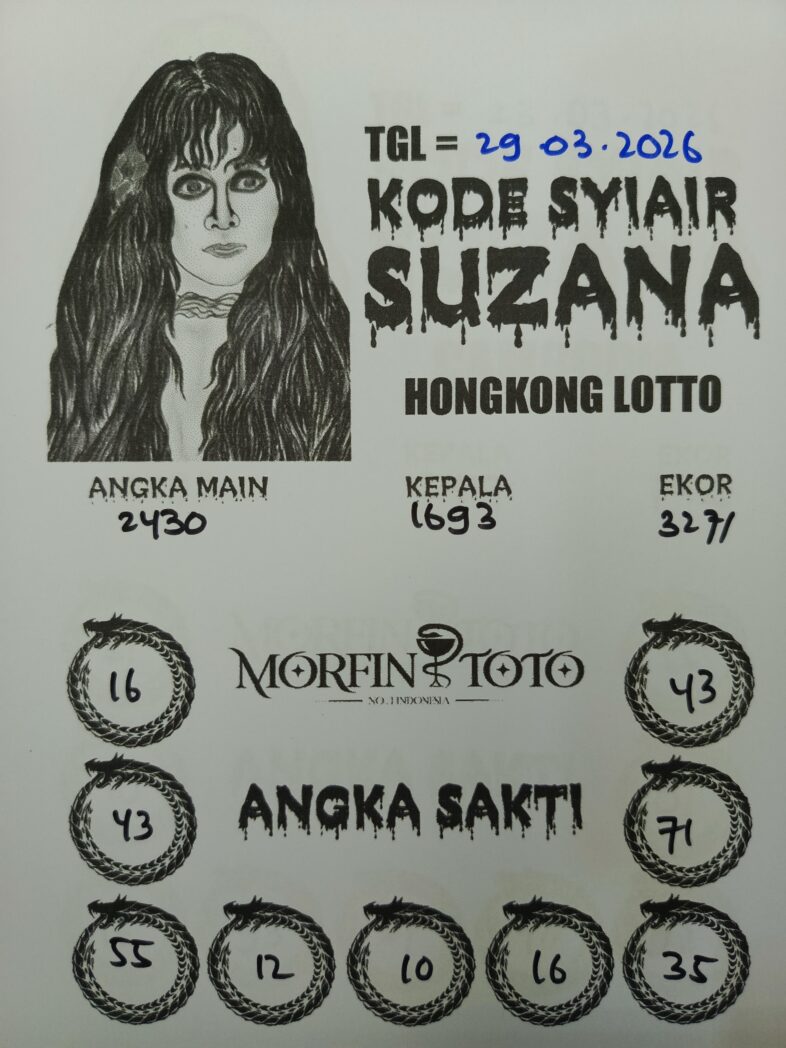 TGL = 29.03.2026
KODE SYIAIR
SUZANA
HONGKONG LOTTO
ANGKA MAIN KEPALA EKOR
2430 1693 3271
16 MORFIN TOTO 43
NO.1 INDONESIA
43 ANGKA SAKTI 71
55 12 10 16 35